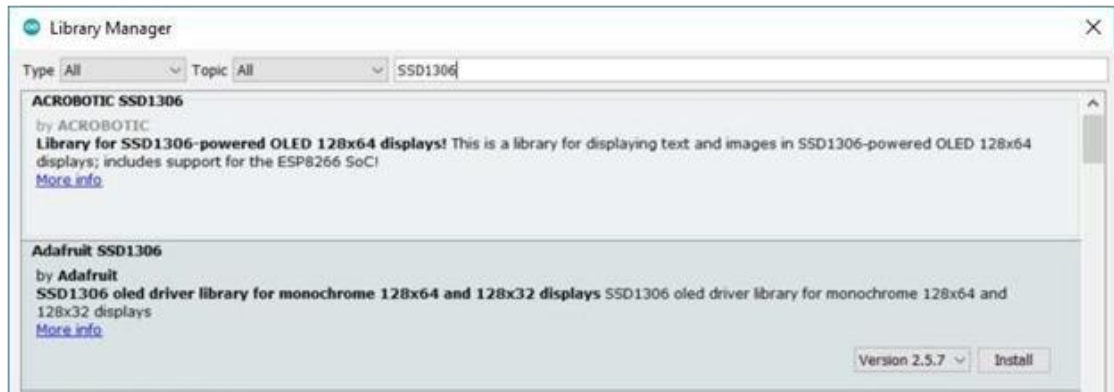 Library Manager
Type All Topic All SSD1306
ACROBOTIC SSD1306
by ACROBOTIC
Library for SSD1306-powered OLED 128x64 displays! This is a library for displaying text and images in SSD1306-powered OLED 128x64
displays; includes support for the ESP8266 SoC!
More info
Adafruit SSD1306
by Adafruit
SSD1306 oled driver library for monochrome 128x64 and 128x32 displays SSD1306 oled driver library for monochrome 128x64 and
128x32 displays
More info
Version 2.5.7 Install